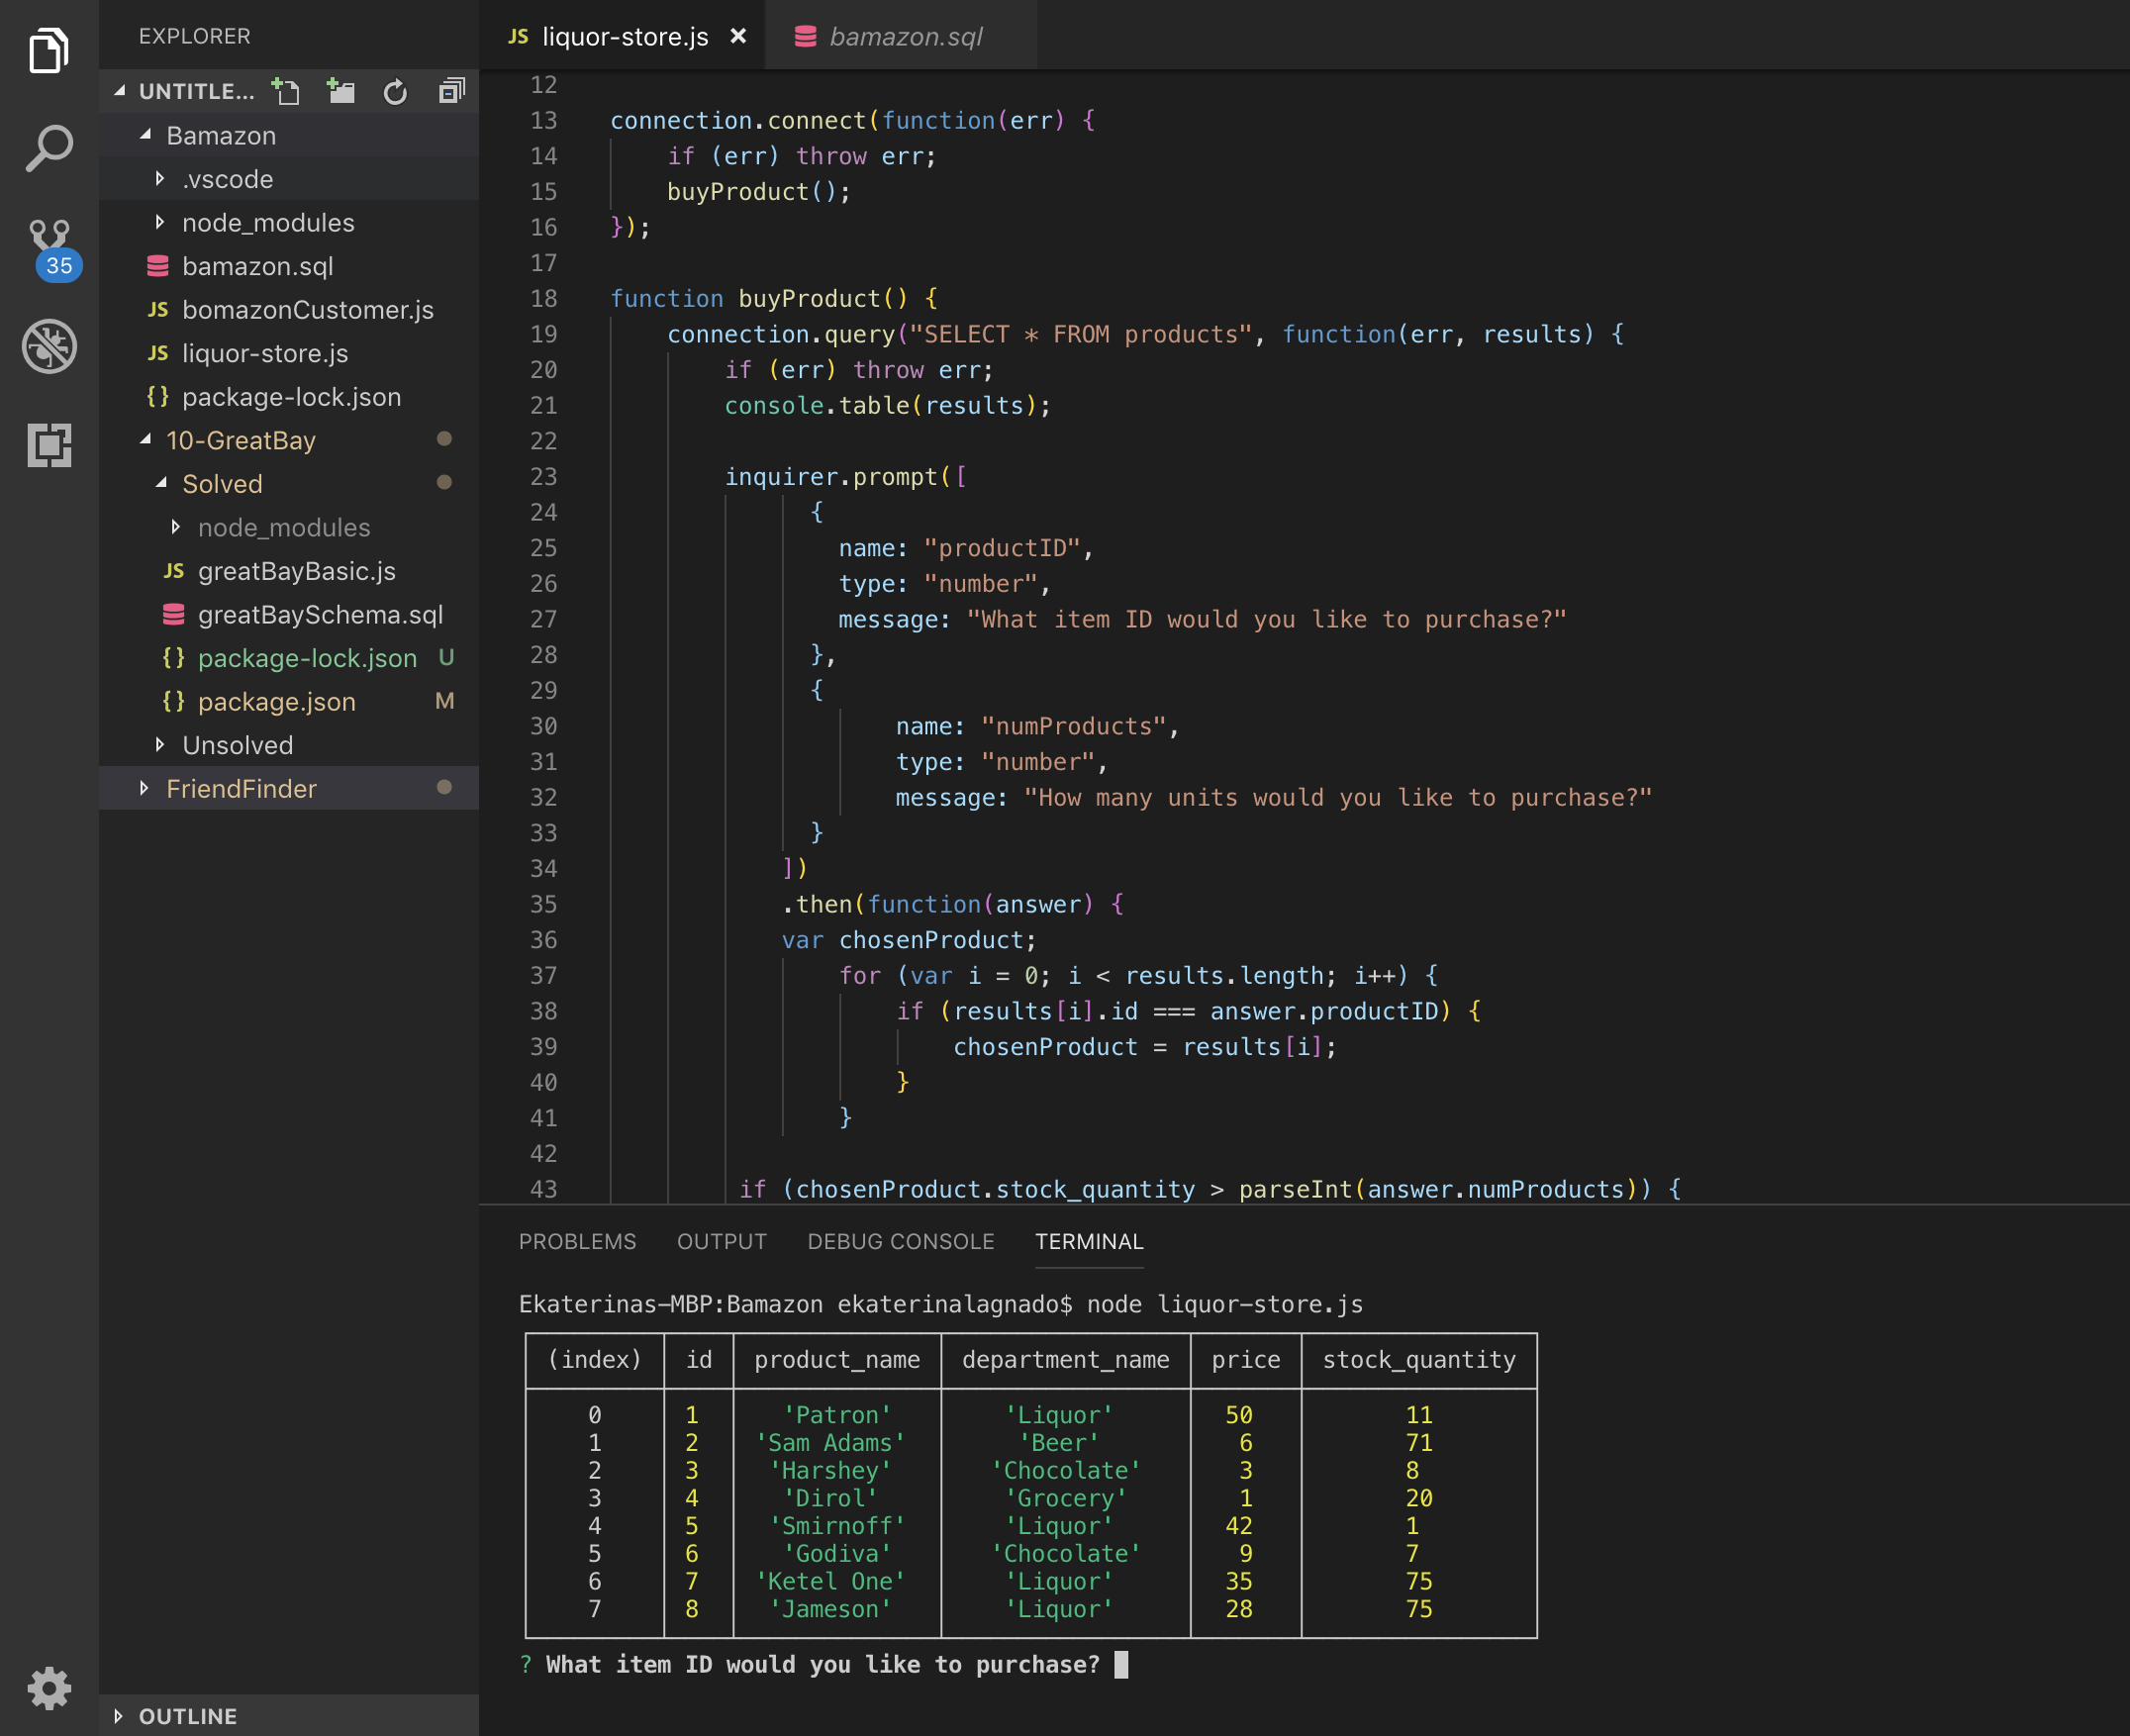 EXPLORER
UNTITLE...
Bamazon
.vscode
node_modules
bamazon.sql
JS bomazonCustomer.js
JS liquor-store.js
{} package-lock.json
10-GreatBay
Solved
node_modules
JS greatBayBasic.js
greatBaySchema.sql
{} package-lock.json U
{} package.json M
Unsolved
FriendFinder
OUTLINE
35
JS liquor-store.js ×
bamazon.sql
12
13 connection.connect(function(err) {
14 if (err) throw err;
15 buyProduct();
16 });
17
18 function buyProduct() {
19 connection.query("SELECT * FROM products", function(err, results) {
20 if (err) throw err;
21 console.table(results);
22
23 inquirer.prompt([
24 {
25 name: "productID",
26 type: "number",
27 message: "What item ID would you like to purchase?"
28 },
29 {
30 name: "numProducts",
31 type: "number",
32 message: "How many units would you like to purchase?"
33 }
34 ])
35 .then(function(answer) {
36 var chosenProduct;
37 for (var i = 0; i < results.length; i++) {
38 if (results[i].id === answer.productID) {
39 chosenProduct = results[i];
40 }
41 }
42
43 if (chosenProduct.stock_quantity > parseInt(answer.numProducts)) {
PROBLEMS OUTPUT DEBUG CONSOLE TERMINAL
Ekaterinas-MBP:Bamazon ekaterinalagnado$ node liquor-store.js
(index) id product_name department_name price stock_quantity
0 1 'Patron' 'Liquor' 50 11
1 2 'Sam Adams' 'Beer' 6 71
2 3 'Harshey' 'Chocolate' 3 8
3 4 'Dirol' 'Grocery' 1 20
4 5 'Smirnoff' 'Liquor' 42 1
5 6 'Godiva' 'Chocolate' 9 7
6 7 'Ketel One' 'Liquor' 35 75
7 8 'Jameson' 'Liquor' 28 75
? What item ID would you like to purchase?